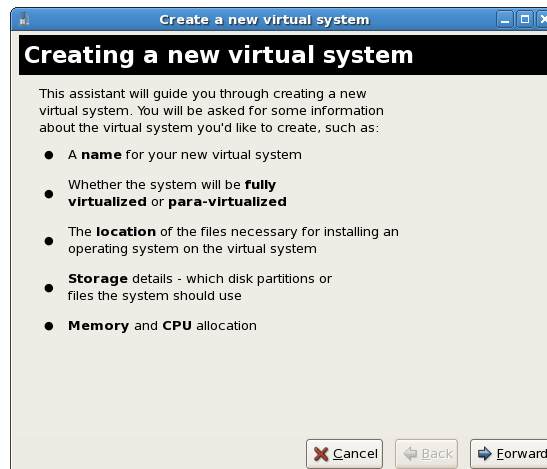 Create a new virtual system
Creating a new virtual system
This assistant will guide you through creating a new
virtual system. You will be asked for some information
about the virtual system you'd like to create, such as:
● A name for your new virtual system
● Whether the system will be fully
virtualized or para-virtualized
● The location of the files necessary for installing an
operating system on the virtual system
● Storage details - which disk partitions or
files the system should use
● Memory and CPU allocation
Cancel Back Forward